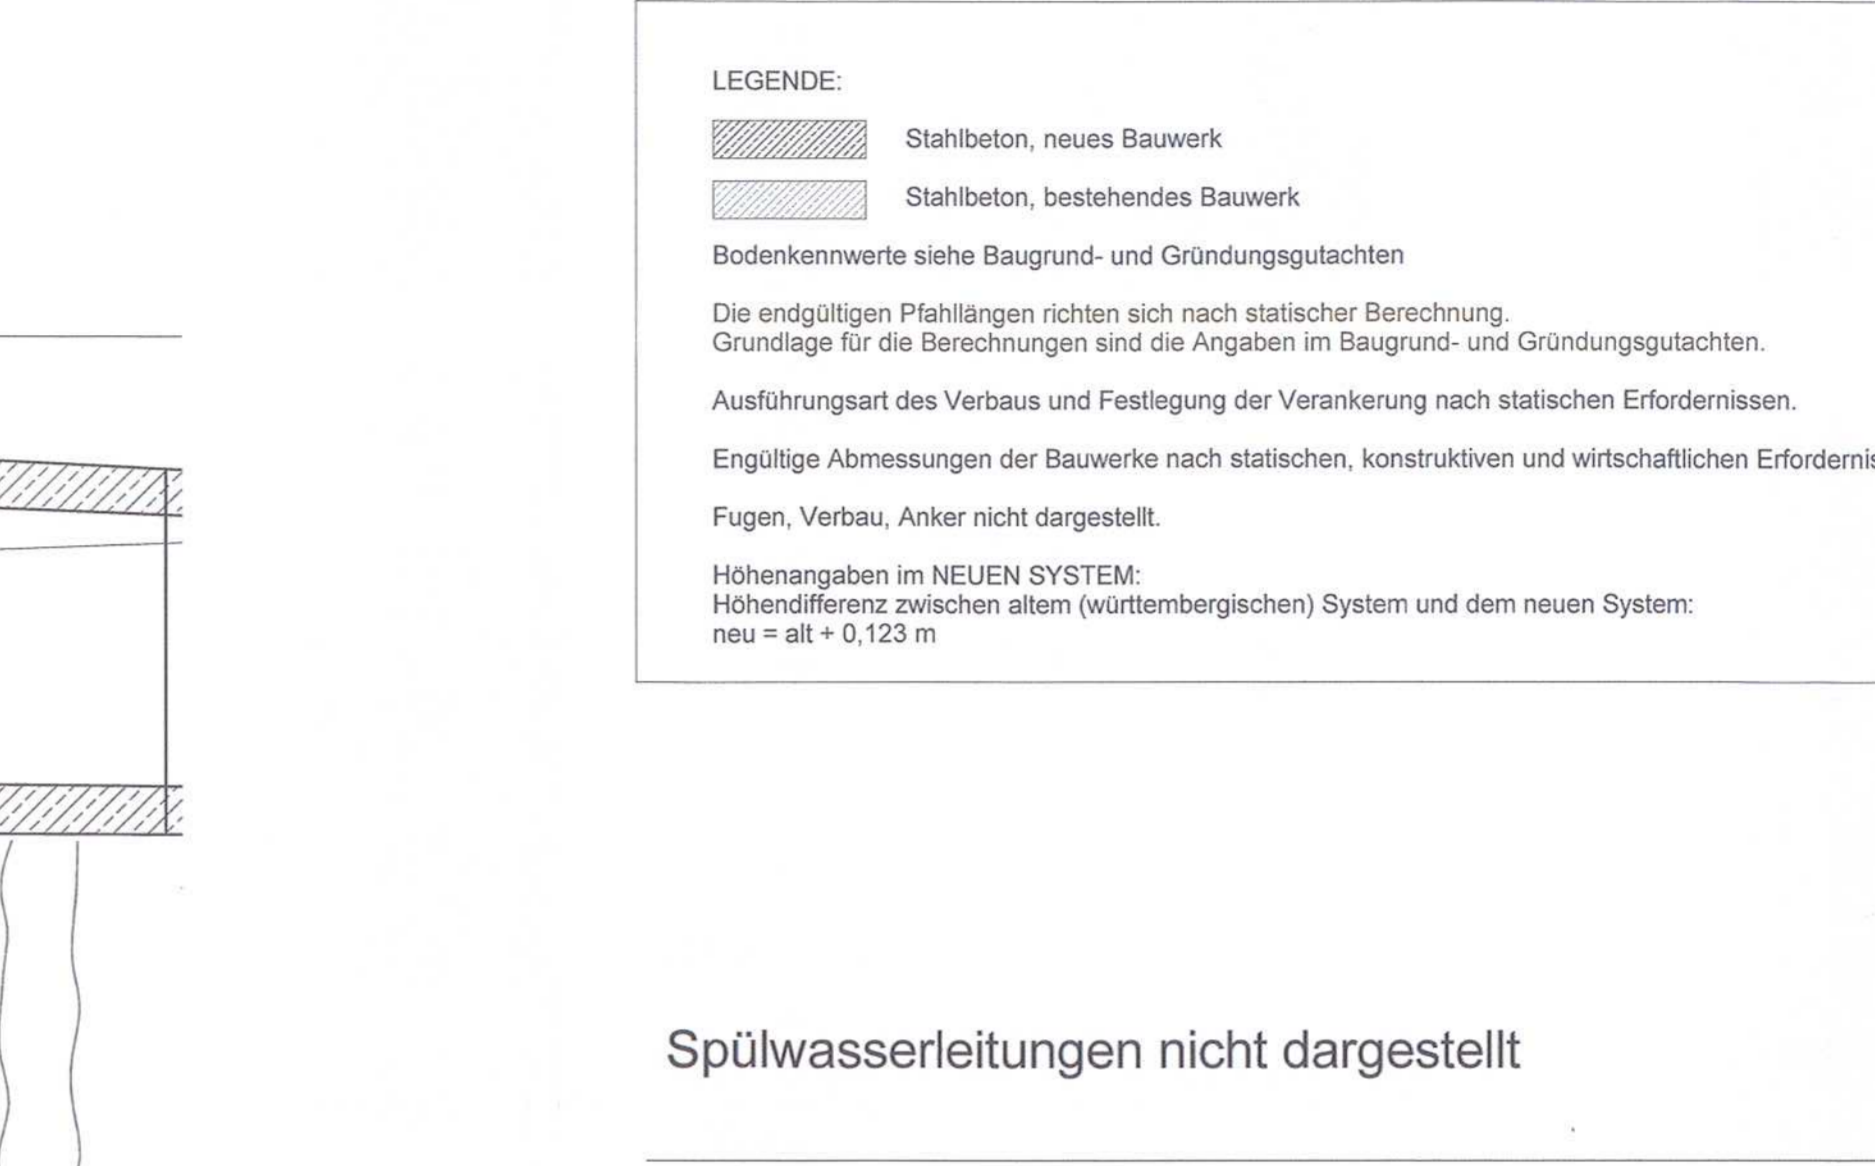 LEGENDE:
Stahlbeton, neues Bauwerk
Stahlbeton, bestehendes Bauwerk
Bodenkennwerte siehe Baugrund- und Gründungsgutachten
Die endgültigen Pfahllängen richten sich nach statischer Berechnung.
Grundlage für die Berechnungen sind die Angaben im Baugrund- und Gründungsgutachten.
Ausführungsart des Verbaus und Festlegung der Verankerung nach statischen Erfordernissen.
Engültige Abmessungen der Bauwerke nach statischen, konstruktiven und wirtschaftlichen
Fugen, Verbau, Anker nicht dargestellt.
Höhenangaben im NEUEN SYSTEM:
Höhendifferenz zwischen altem (württembergischen) System und dem neuen System:
neu = alt + 0,123 m
Spülwasserleitungen nicht dargestellt